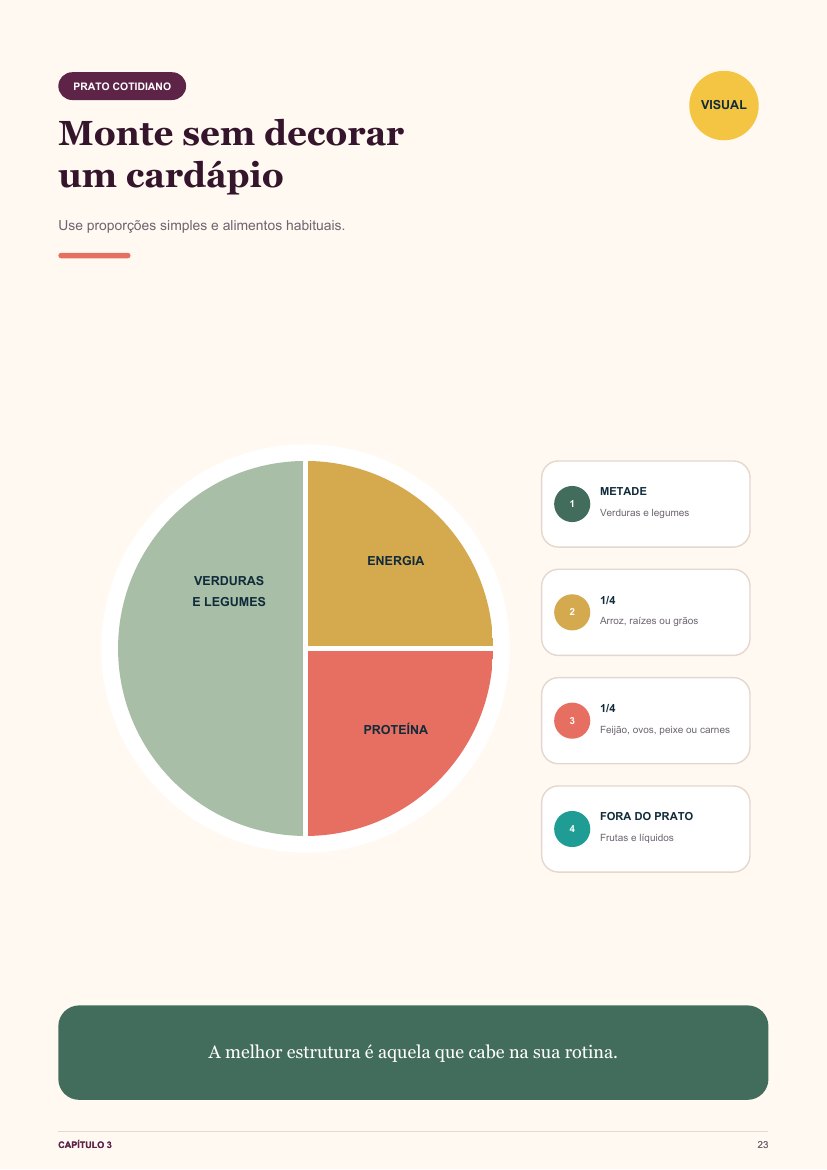 PRATO COTIDIANO
VISUAL
Monte sem decorar
um cardápio
Use proporções simples e alimentos habituais.
VERDURAS
E LEGUMES
ENERGIA
PROTEÍNA
1
METADE
Verduras e legumes
2
1/4
Arroz, raízes ou grãos
3
1/4
Feijão, ovos, peixe ou carnes
4
FORA DO PRATO
Frutas e líquidos
A melhor estrutura é aquela que cabe na sua rotina.
CAPÍTULO 3
23